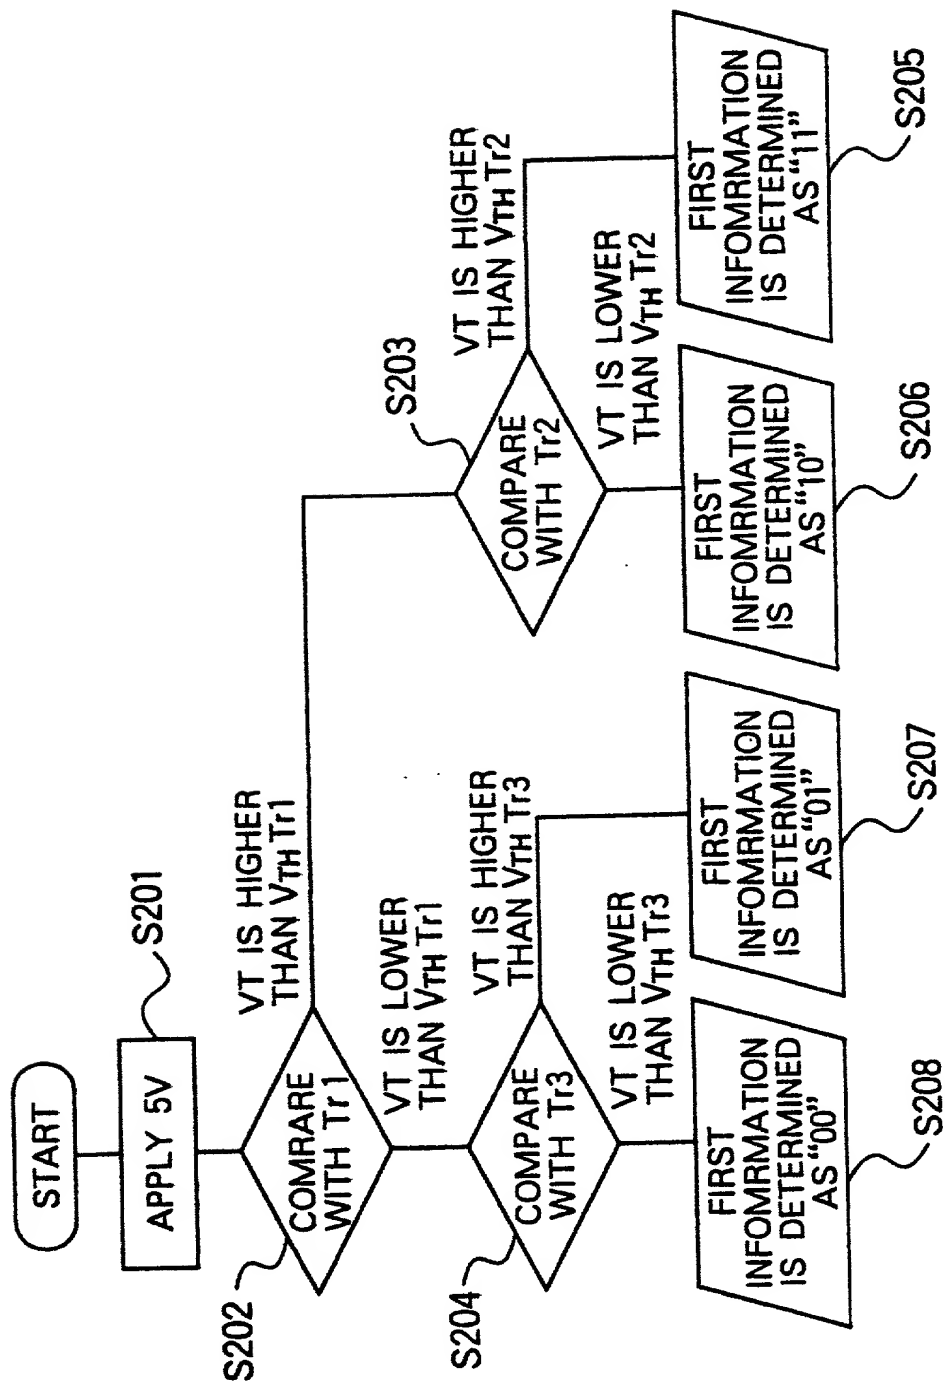 START
APPLY 5V
S201
COMRARE
WITH Tr1
S202
VT IS HIGHER
THAN VTH Tr1
VT IS LOWER
THAN VTH Tr1
COMPARE
WITH Tr2
S203
VT IS HIGHER
THAN VTH Tr2
VT IS LOWER
THAN VTH Tr2
COMPARE
WITH Tr3
S204
VT IS HIGHER
THAN VTH Tr3
VT IS LOWER
THAN VTH Tr3
FIRST
INFOMRMATION
IS DETERMINED
AS “00”
S208
FIRST
INFOMRMATION
IS DETERMINED
AS “01”
S207
FIRST
INFOMRMATION
IS DETERMINED
AS “10”
S206
FIRST
INFOMRMATION
IS DETERMINED
AS “11”
S205